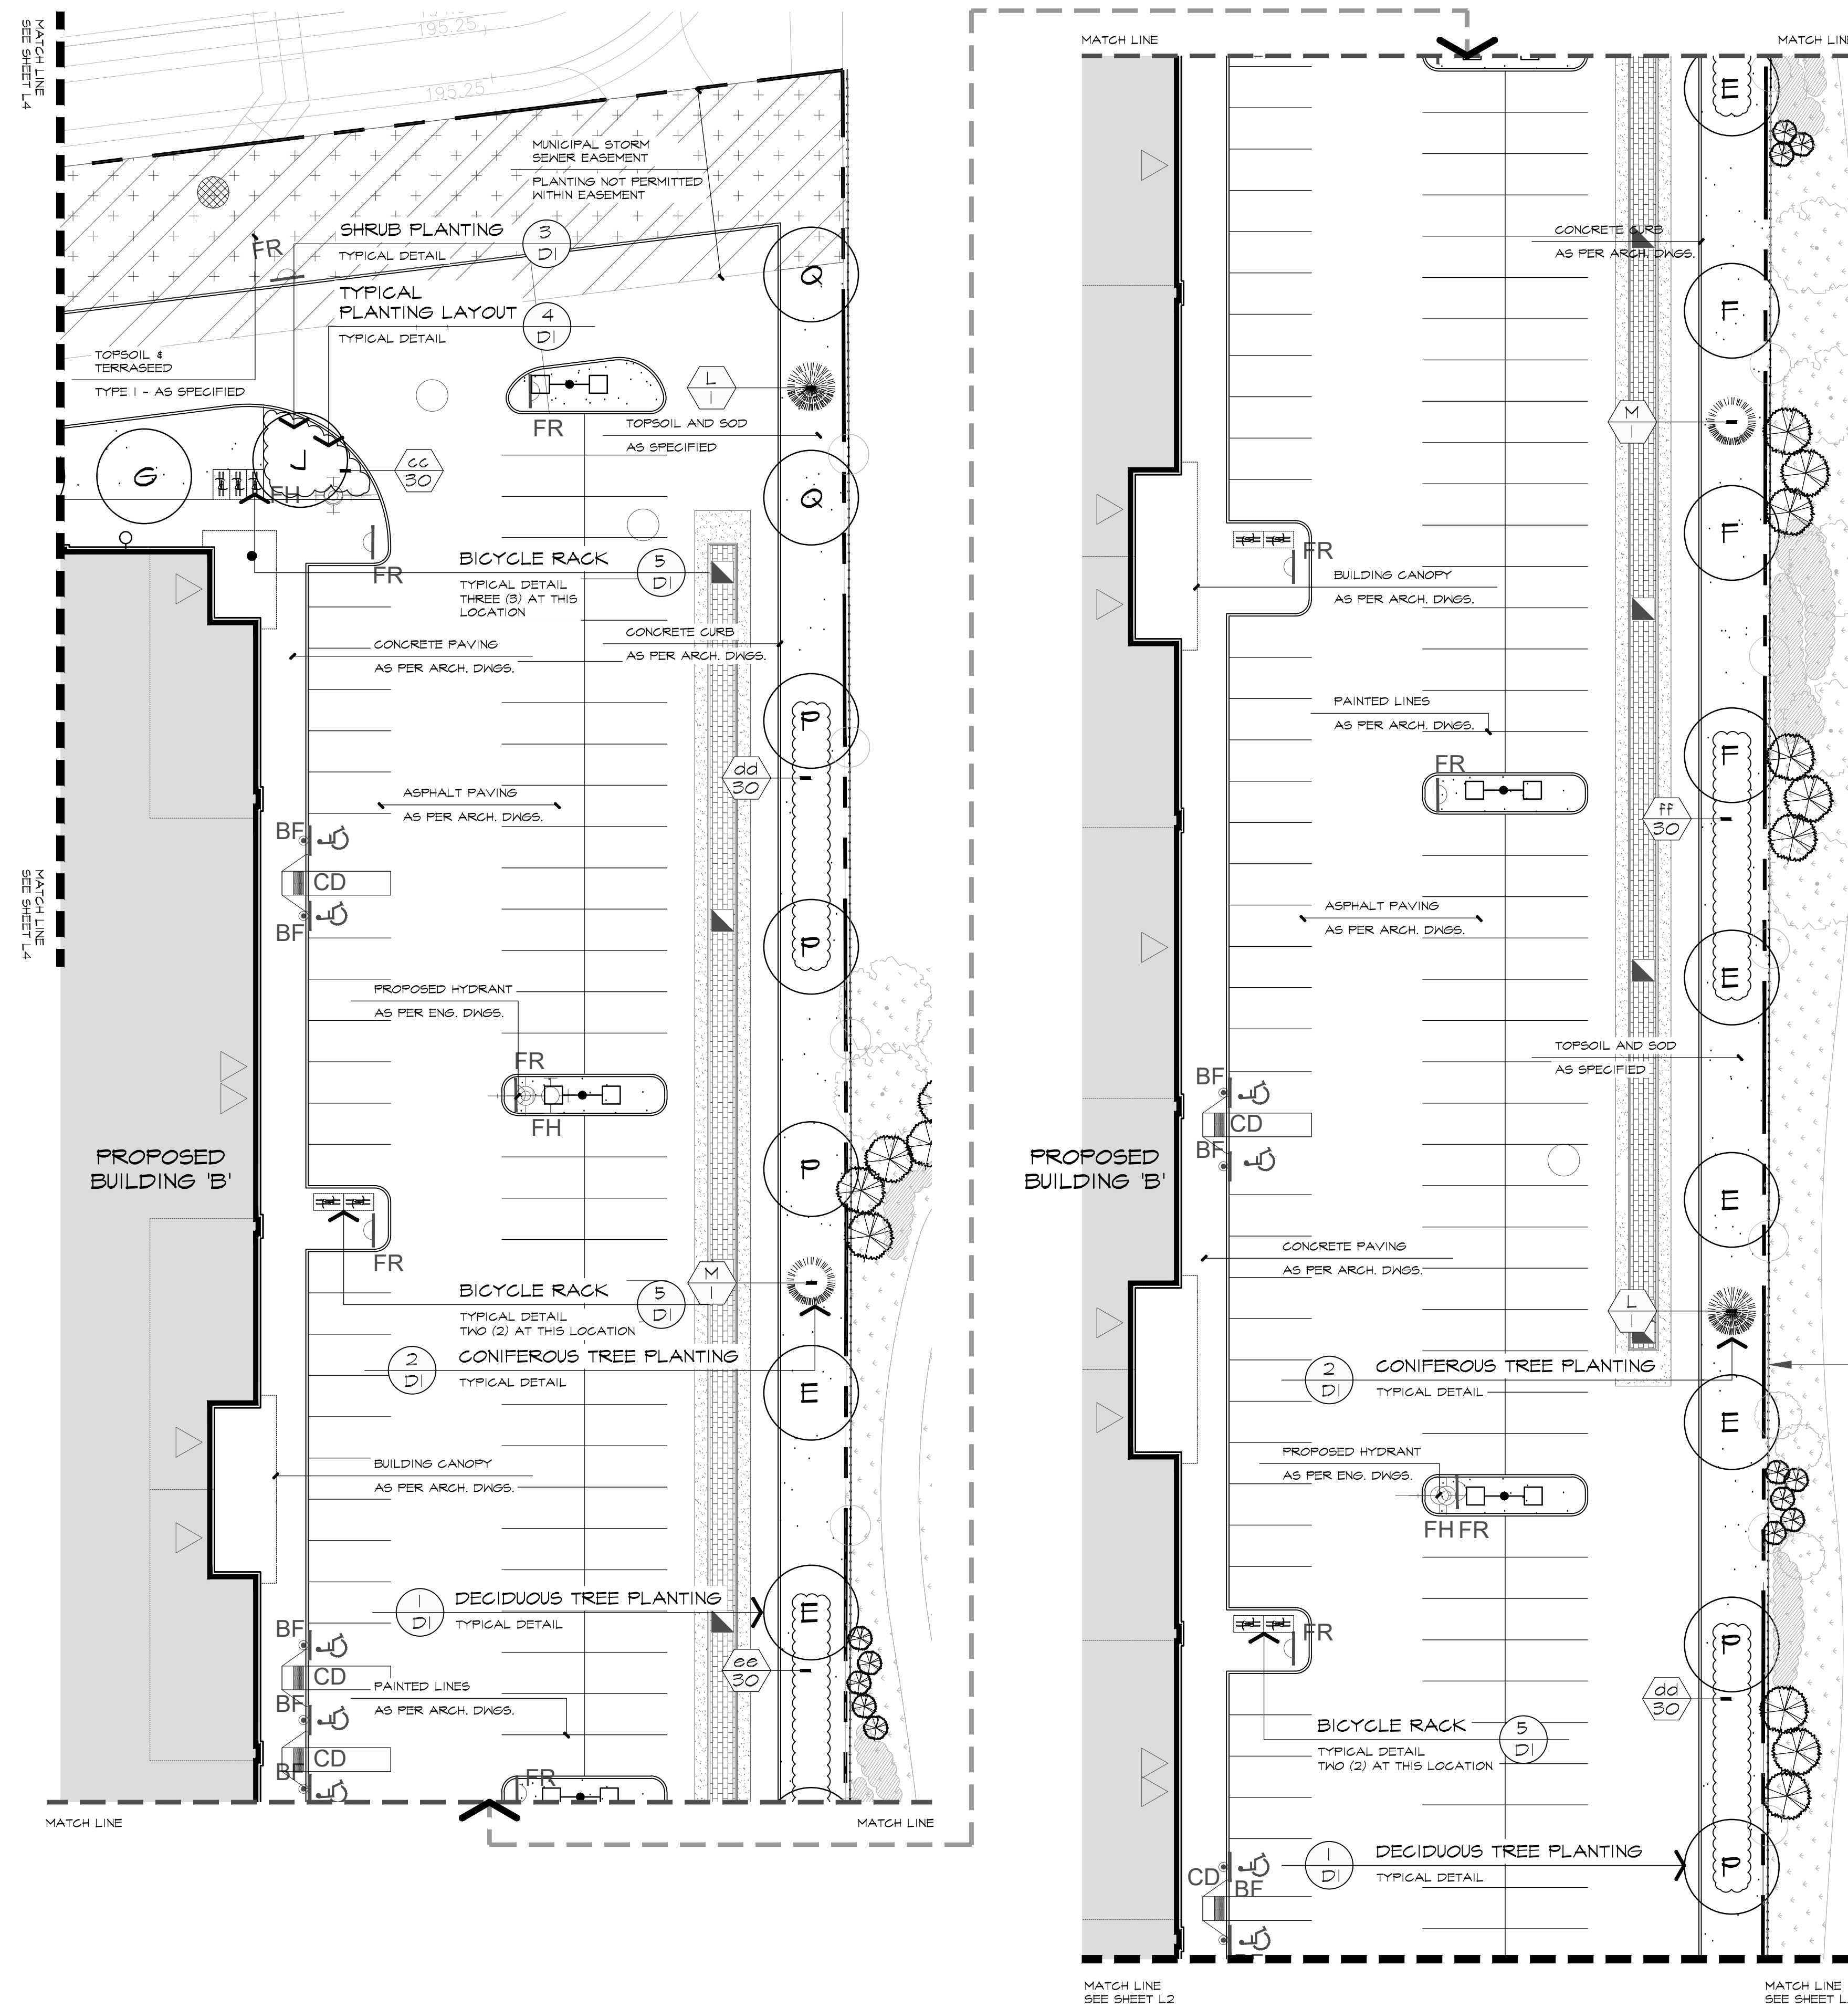 MATCH LINE
SEE SHEET L4
195.25
195.25
MUNICIPAL STORM
SEWER EASEMENT
PLANTING NOT PERMITTED
WITHIN EASEMENT
FR
SHRUB PLANTING
TYPICAL DETAIL
3
D1
TYPICAL
PLANTING LAYOUT
TYPICAL DETAIL
4
D1
Q
TOPSOIL &
TERRASEED
TYPE 1 - AS SPECIFIED
L
1
FR
TOPSOIL AND SOD
AS SPECIFIED
G
J
FH
cc
30
Q
FR
BICYCLE RACK
TYPICAL DETAIL
THREE (3) AT THIS
LOCATION
5
D1
CONCRETE PAVING
AS PER ARCH. DWGS.
CONCRETE CURB
AS PER ARCH. DWGS.
P
dd
30
ASPHALT PAVING
AS PER ARCH. DWGS.
BF
CD
BF
MATCH LINE
SEE SHEET L4
P
PROPOSED HYDRANT
AS PER ENG. DWGS.
FR
FH
PROPOSED
BUILDING 'B'
P
FR
M
1
BICYCLE RACK
TYPICAL DETAIL
TWO (2) AT THIS LOCATION
5
D1
2
D1
CONIFEROUS TREE PLANTING
TYPICAL DETAIL
E
BUILDING CANOPY
AS PER ARCH. DWGS.
1
D1
DECIDUOUS TREE PLANTING
TYPICAL DETAIL
E
BF
CD
ee
30
PAINTED LINES
AS PER ARCH. DWGS.
BF
CD
BF
FR
MATCH LINE
MATCH LINE
MATCH LINE
MATCH LINE
E
CONCRETE CURB
AS PER ARCH. DWGS.
F
M
1
F
FR
BUILDING CANOPY
AS PER ARCH. DWGS.
PAINTED LINES
AS PER ARCH. DWGS.
F
FR
ff
30
ASPHALT PAVING
AS PER ARCH. DWGS.
E
TOPSOIL AND SOD
AS SPECIFIED
BF
CD
BF
PROPOSED
BUILDING 'B'
E
CONCRETE PAVING
AS PER ARCH. DWGS.
L
1
2
D1
CONIFEROUS TREE PLANTING
TYPICAL DETAIL
E
PROPOSED HYDRANT
AS PER ENG. DWGS.
FH FR
FR
P
dd
30
BICYCLE RACK
TYPICAL DETAIL
TWO (2) AT THIS LOCATION
5
D1
1
D1
DECIDUOUS TREE PLANTING
TYPICAL DETAIL
P
CD
BF
MATCH LINE
SEE SHEET L2
MATCH LINE
SEE SHEET L